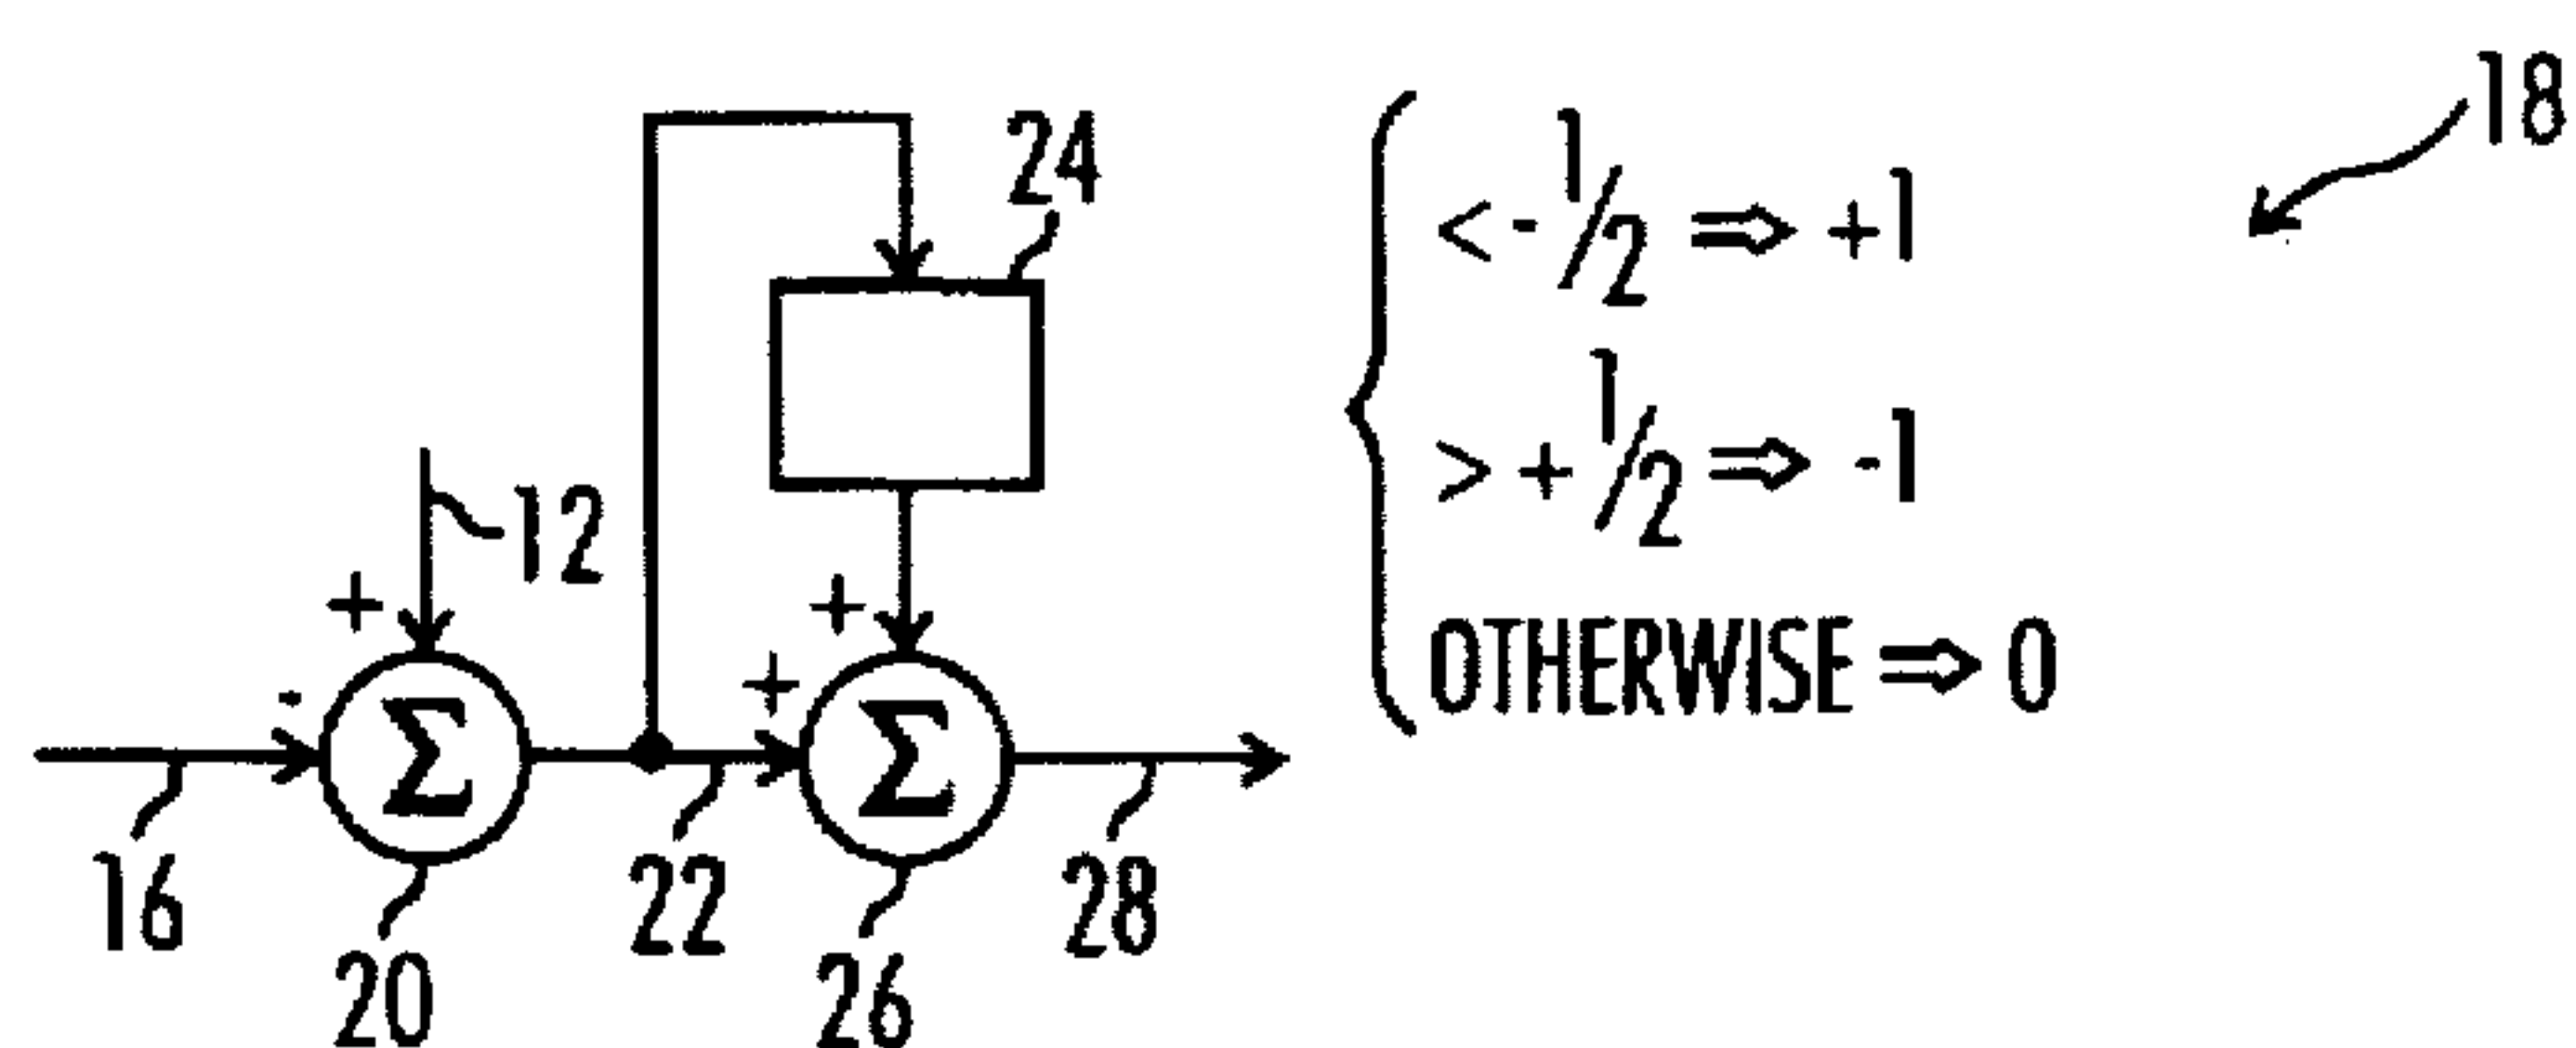 18
24
< - 1/2 ⇒ +1
> + 1/2 ⇒ -1
OTHERWISE ⇒ 0
12
+
+
-
+
Σ
Σ
16
20
22
26
28